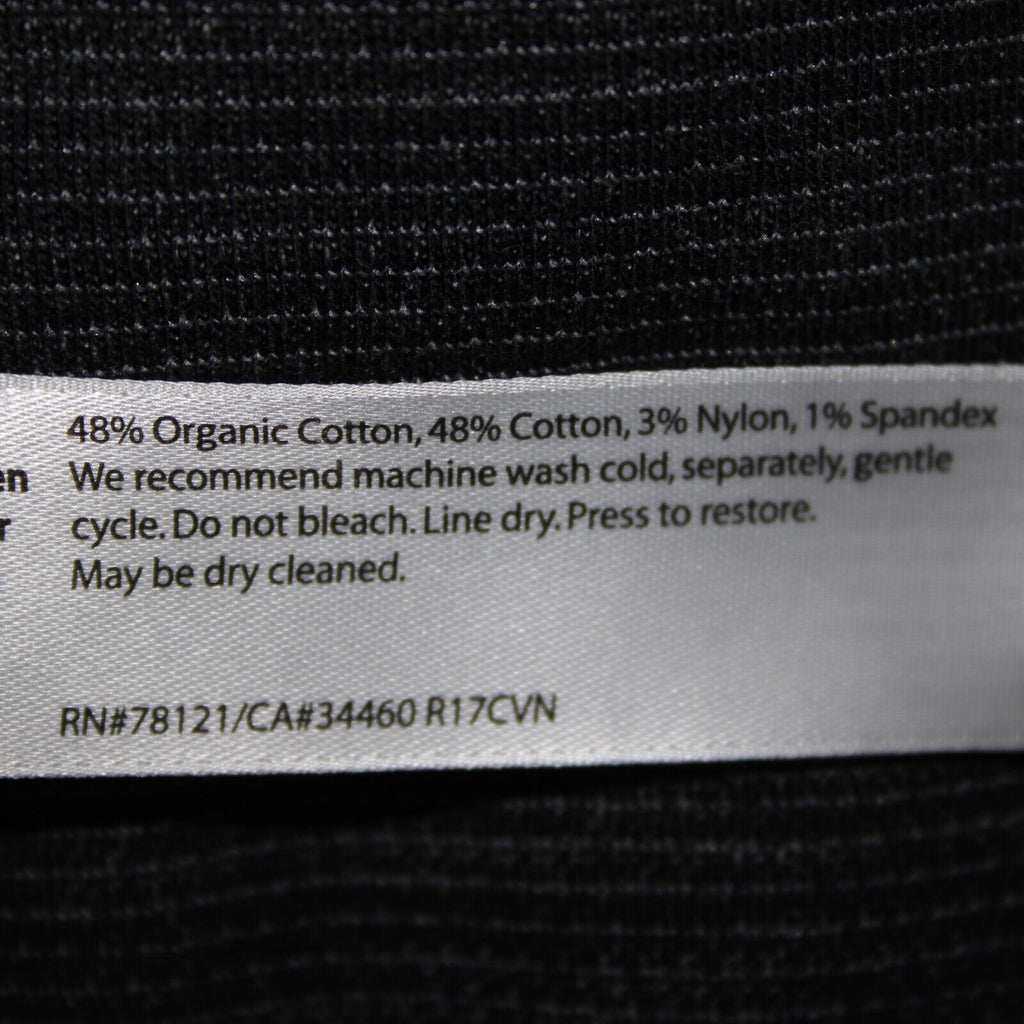 48% Organic Cotton, 48% Cotton, 3% Nylon, 1% Spandex
en We recommend machine wash cold, separately, gentle
r cycle. Do not bleach. Line dry. Press to restore.
May be dry cleaned.
RN#78121/CA#34460 R17CVN